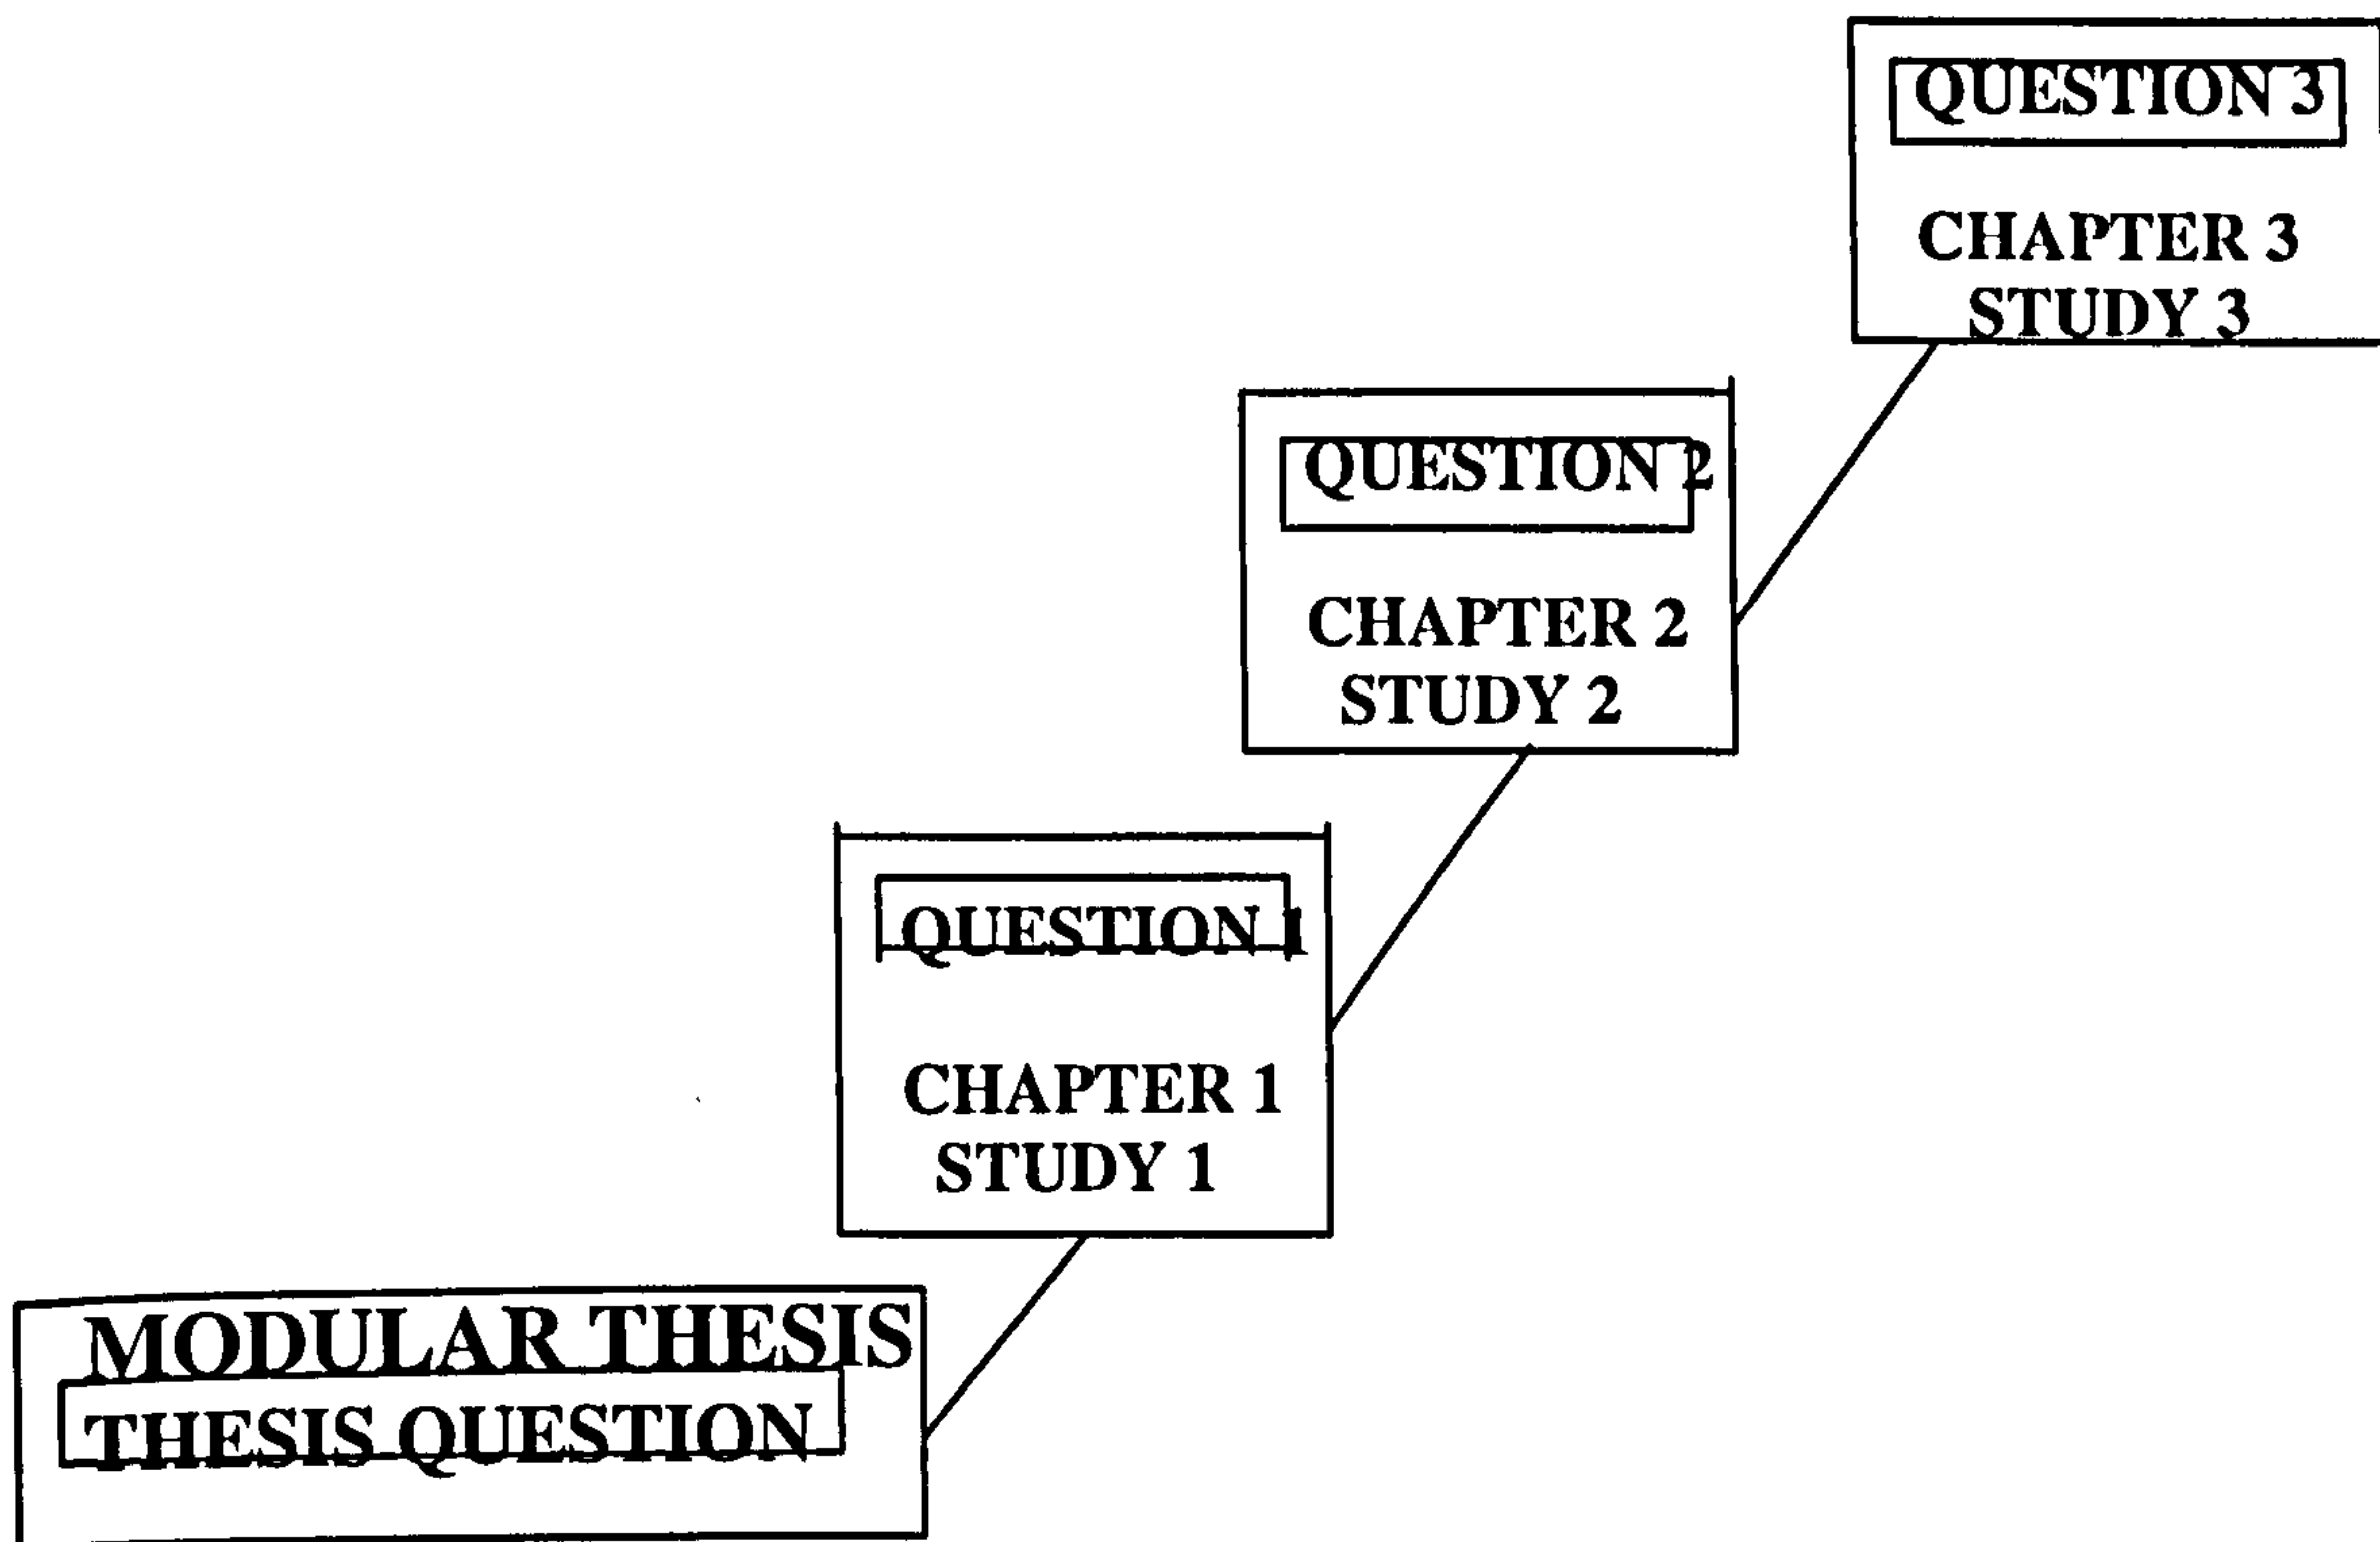 QUESTION 3
CHAPTER 3
STUDY 3
QUESTION 2
CHAPTER 2
STUDY 2
QUESTION 1
CHAPTER 1
STUDY 1
MODULAR THESIS
THESIS QUESTION